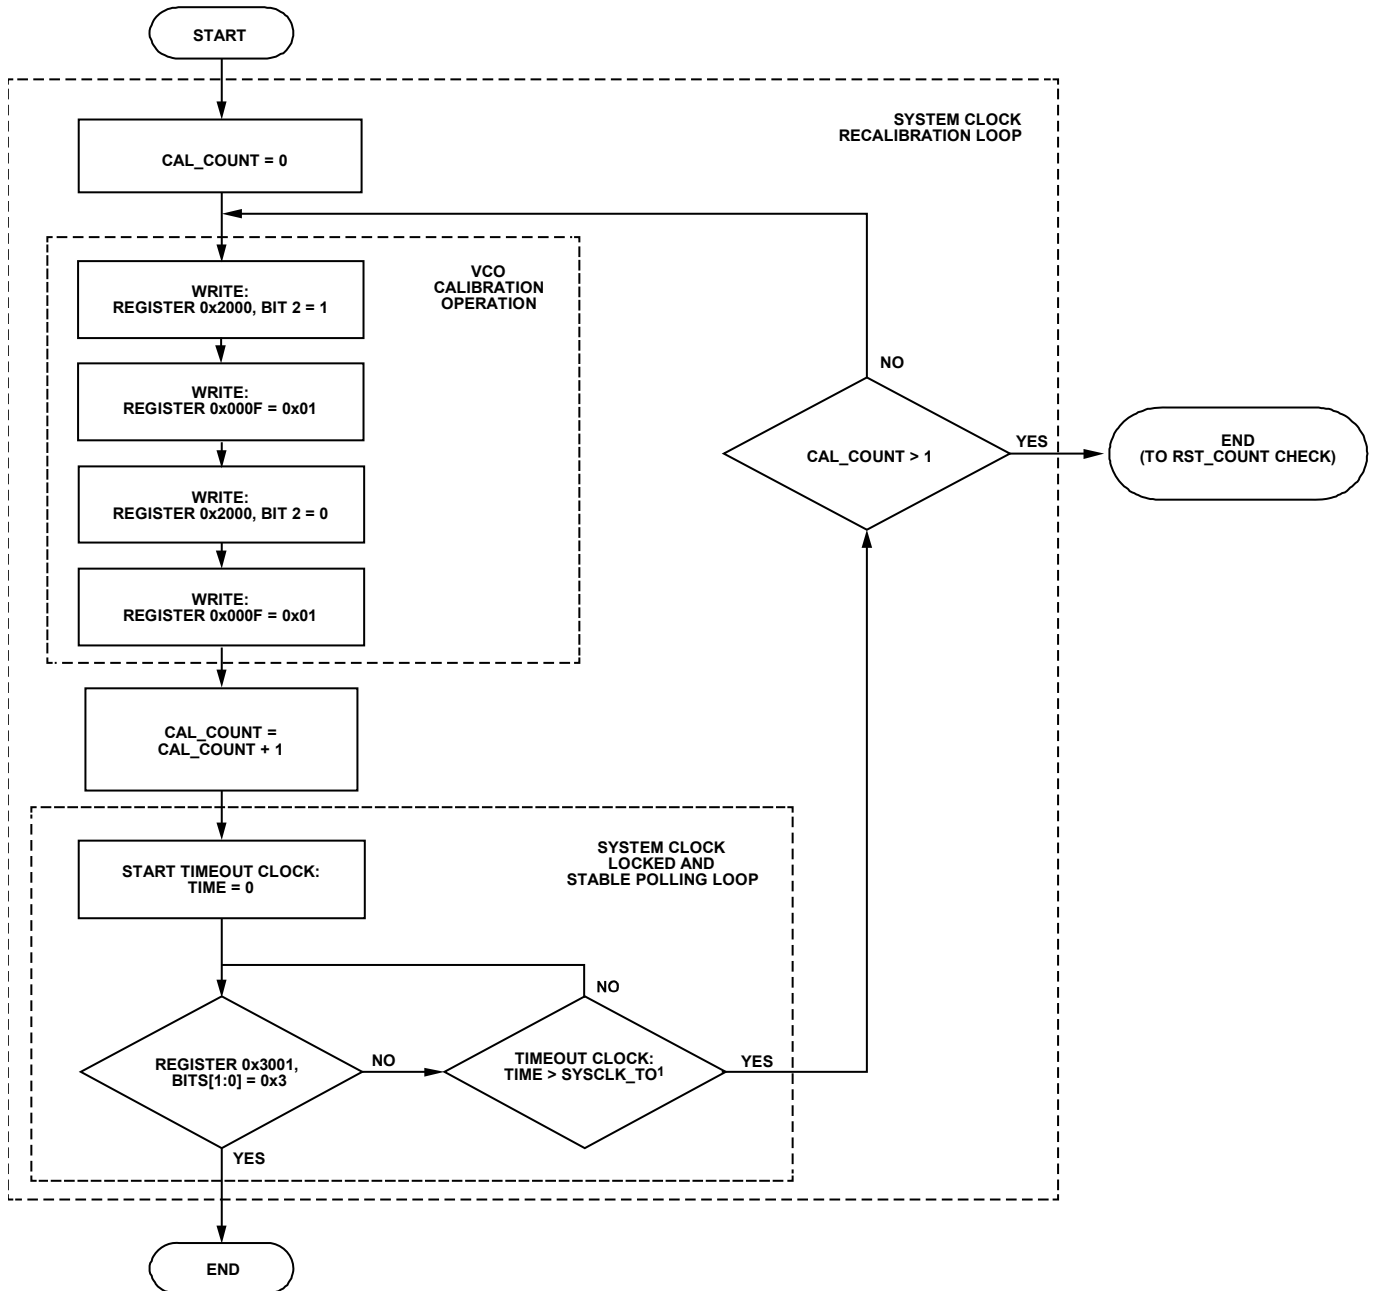 START
SYSTEM CLOCK
RECALIBRATION LOOP
CAL_COUNT = 0
VCO
CALIBRATION
OPERATION
WRITE:
REGISTER 0x2000, BIT 2 = 1
WRITE:
REGISTER 0x000F = 0x01
WRITE:
REGISTER 0x2000, BIT 2 = 0
WRITE:
REGISTER 0x000F = 0x01
NO
CAL_COUNT > 1
YES
END
(TO RST_COUNT CHECK)
CAL_COUNT =
CAL_COUNT + 1
START TIMEOUT CLOCK:
TIME = 0
SYSTEM CLOCK
LOCKED AND
STABLE POLLING LOOP
REGISTER 0x3001,
BITS[1:0] = 0x3
NO
NO
TIMEOUT CLOCK:
TIME > SYSCLK_TO¹
YES
YES
END